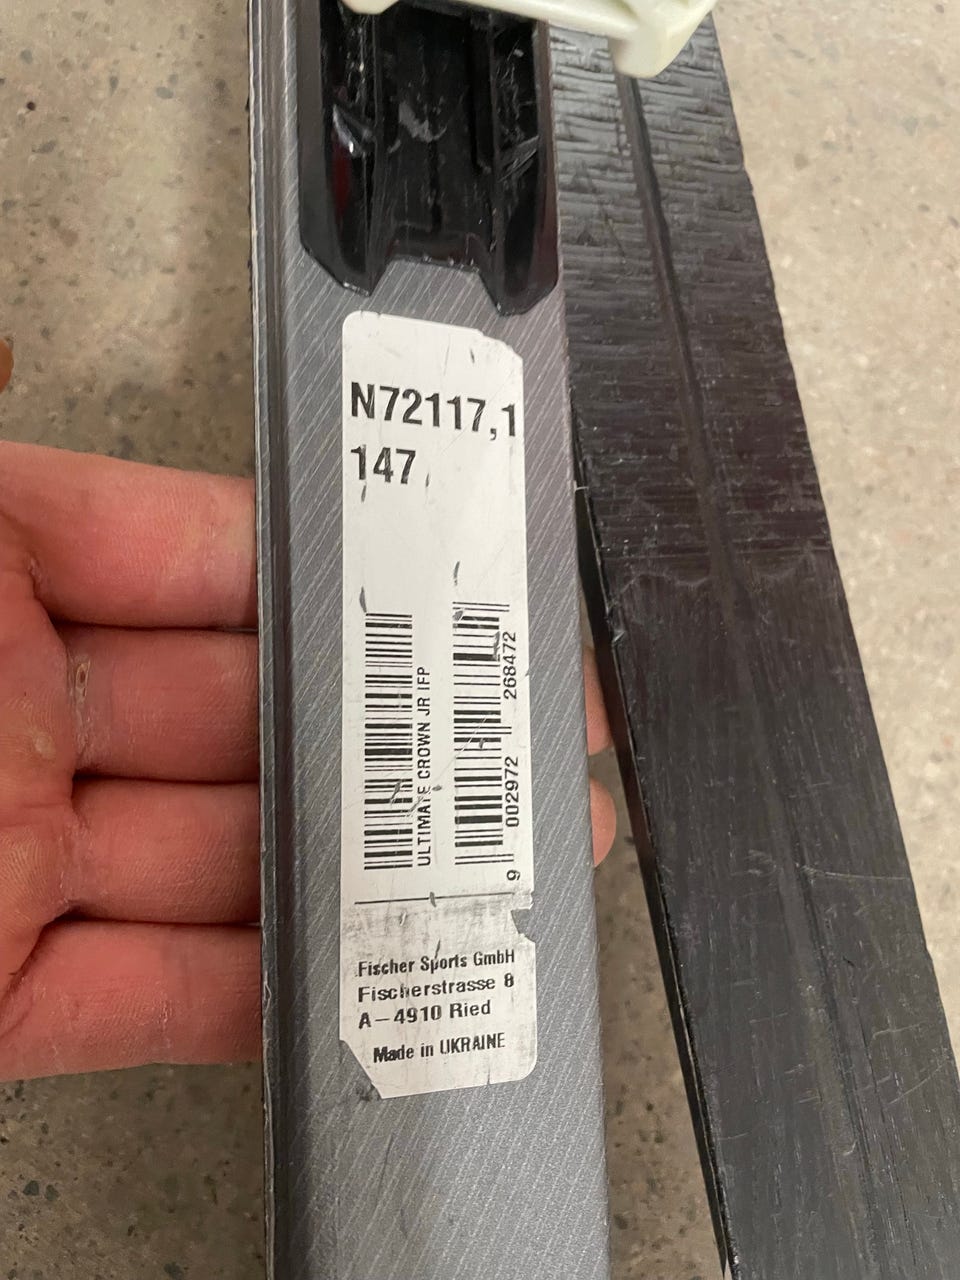 N72117,1
147
ULTIMATE CROWN JR IFP
9 002972 268472
Fischer Sports GmbH
Fischerstrasse 8
A-4910 Ried
Made in UKRAINE